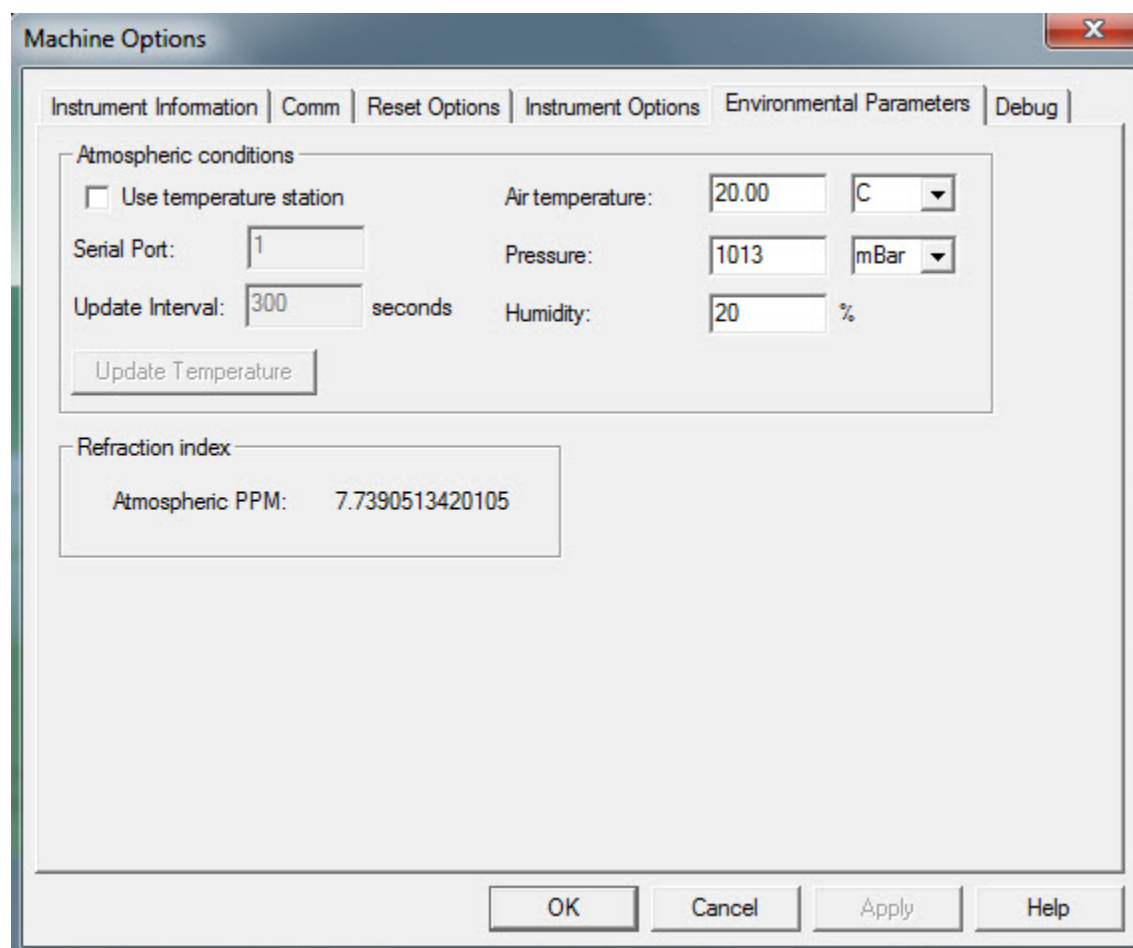 Machine Options
X
Instrument Information Comm Reset Options Instrument Options Environmental Parameters Debug
Atmospheric conditions
Use temperature station
Air temperature: 20.00 C
Serial Port: 1
Pressure: 1013 mBar
Update Interval: 300 seconds
Humidity: 20 %
Update Temperature
Refraction index
Atmospheric PPM: 7.7390513420105
OK Cancel Apply Help